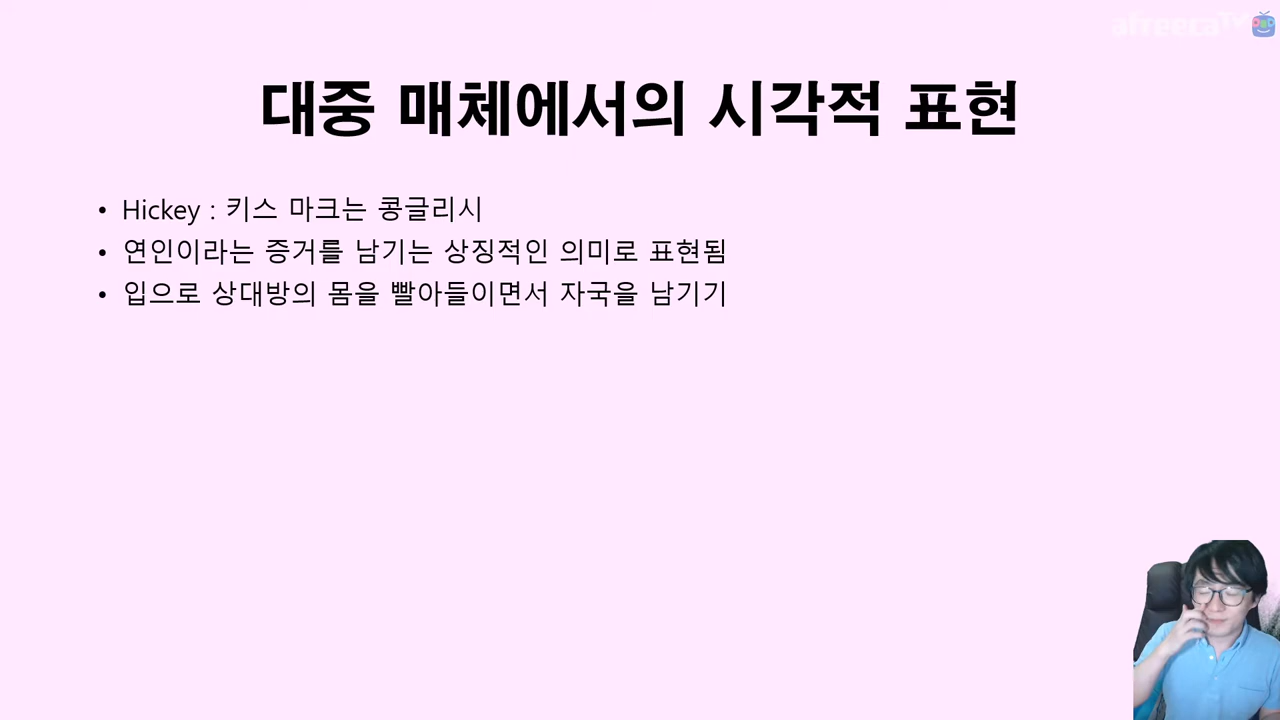 afreecaTV
대중 매체에서의 시각적 표현
• Hickey : 키스 마크는 콩글리시
• 연인이라는 증거를 남기는 상징적인 의미로 표현됨
• 입으로 상대방의 몸을 빨아들이면서 자국을 남기기